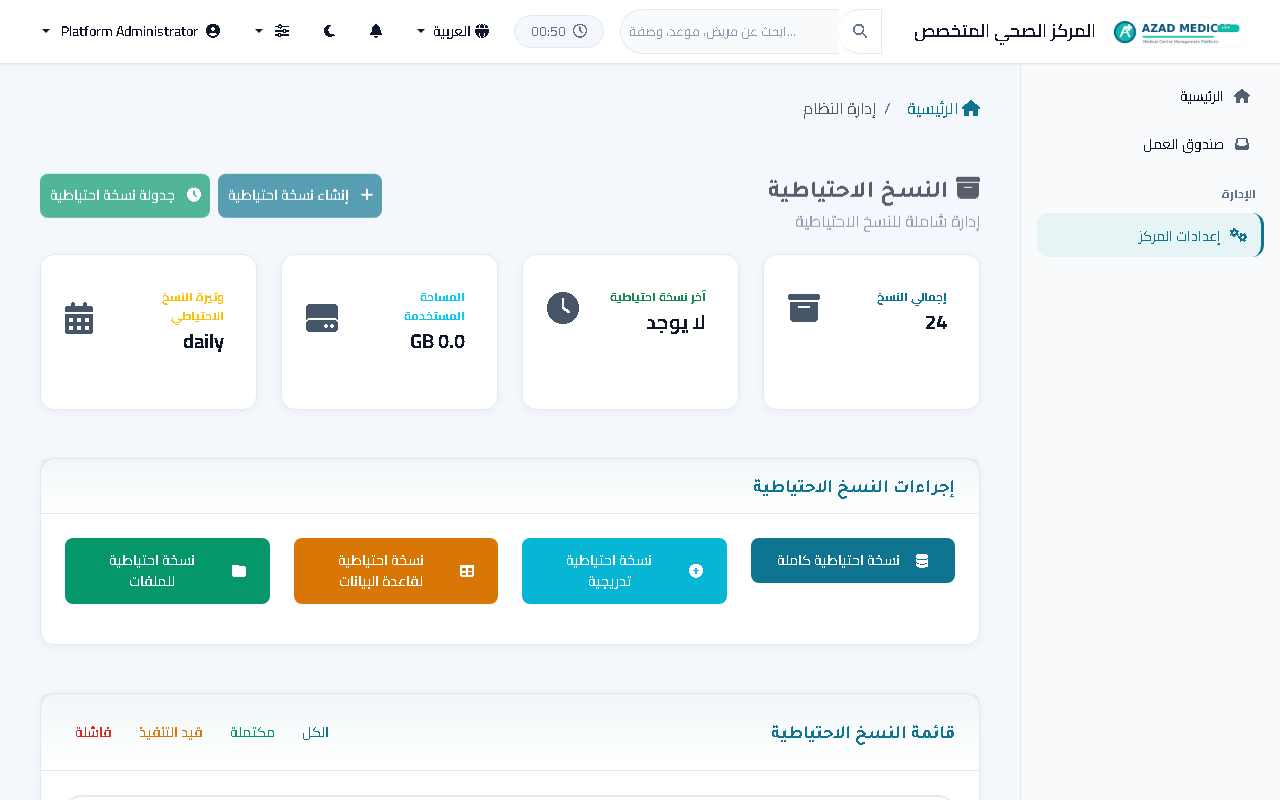 AZAD MEDIC
Medical Centre Management Platform
المركز الصحي المتخصص
ابحث عن مريض، موعد، وصفة...
00:50
العربية
Platform Administrator
الرئيسية
صندوق العمل
الإدارة
إعدادات المركز
الرئيسية / إدارة النظام
النسخ الاحتياطية
إدارة شاملة للنسخ الاحتياطية
إنشاء نسخة احتياطية
جدولة نسخة احتياطية
إجمالي النسخ
24
آخر نسخة احتياطية
لا يوجد
المساحة
المستخدمة
0.0 GB
وتيرة النسخ
الاحتياطي
daily
إجراءات النسخ الاحتياطية
نسخة احتياطية كاملة
نسخة احتياطية
تدريجية
نسخة احتياطية
لقاعدة البيانات
نسخة احتياطية
للملفات
قائمة النسخ الاحتياطية
الكل
مكتملة
قيد التنفيذ
فاشلة